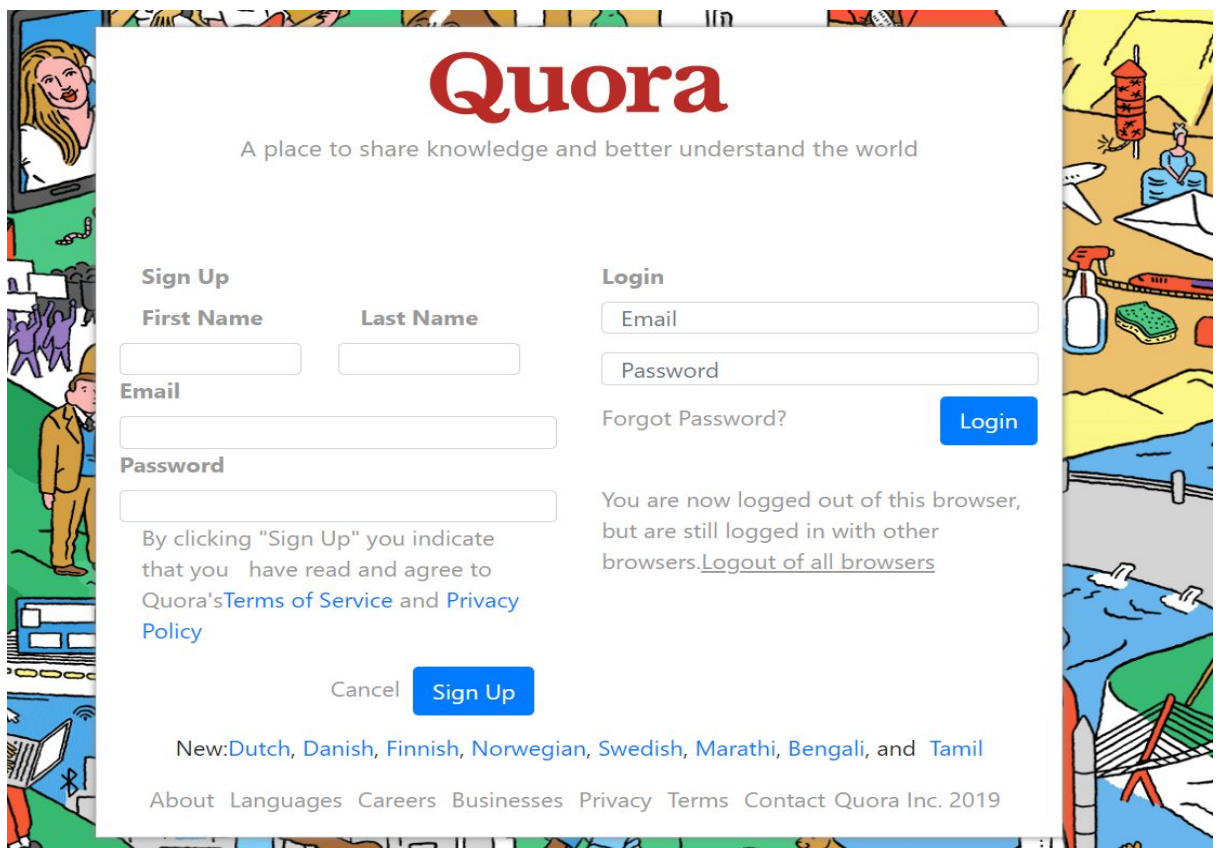 Quora
A place to share knowledge and better understand the world
Sign Up
First Name Last Name
Email
Password
By clicking "Sign Up" you indicate
that you have read and agree to
Quora'sTerms of Service and Privacy
Policy
Cancel Sign Up
Login
Email
Password
Forgot Password? Login
You are now logged out of this browser,
but are still logged in with other
browsers.Logout of all browsers
New:Dutch, Danish, Finnish, Norwegian, Swedish, Marathi, Bengali, and Tamil
About Languages Careers Businesses Privacy Terms Contact Quora Inc. 2019